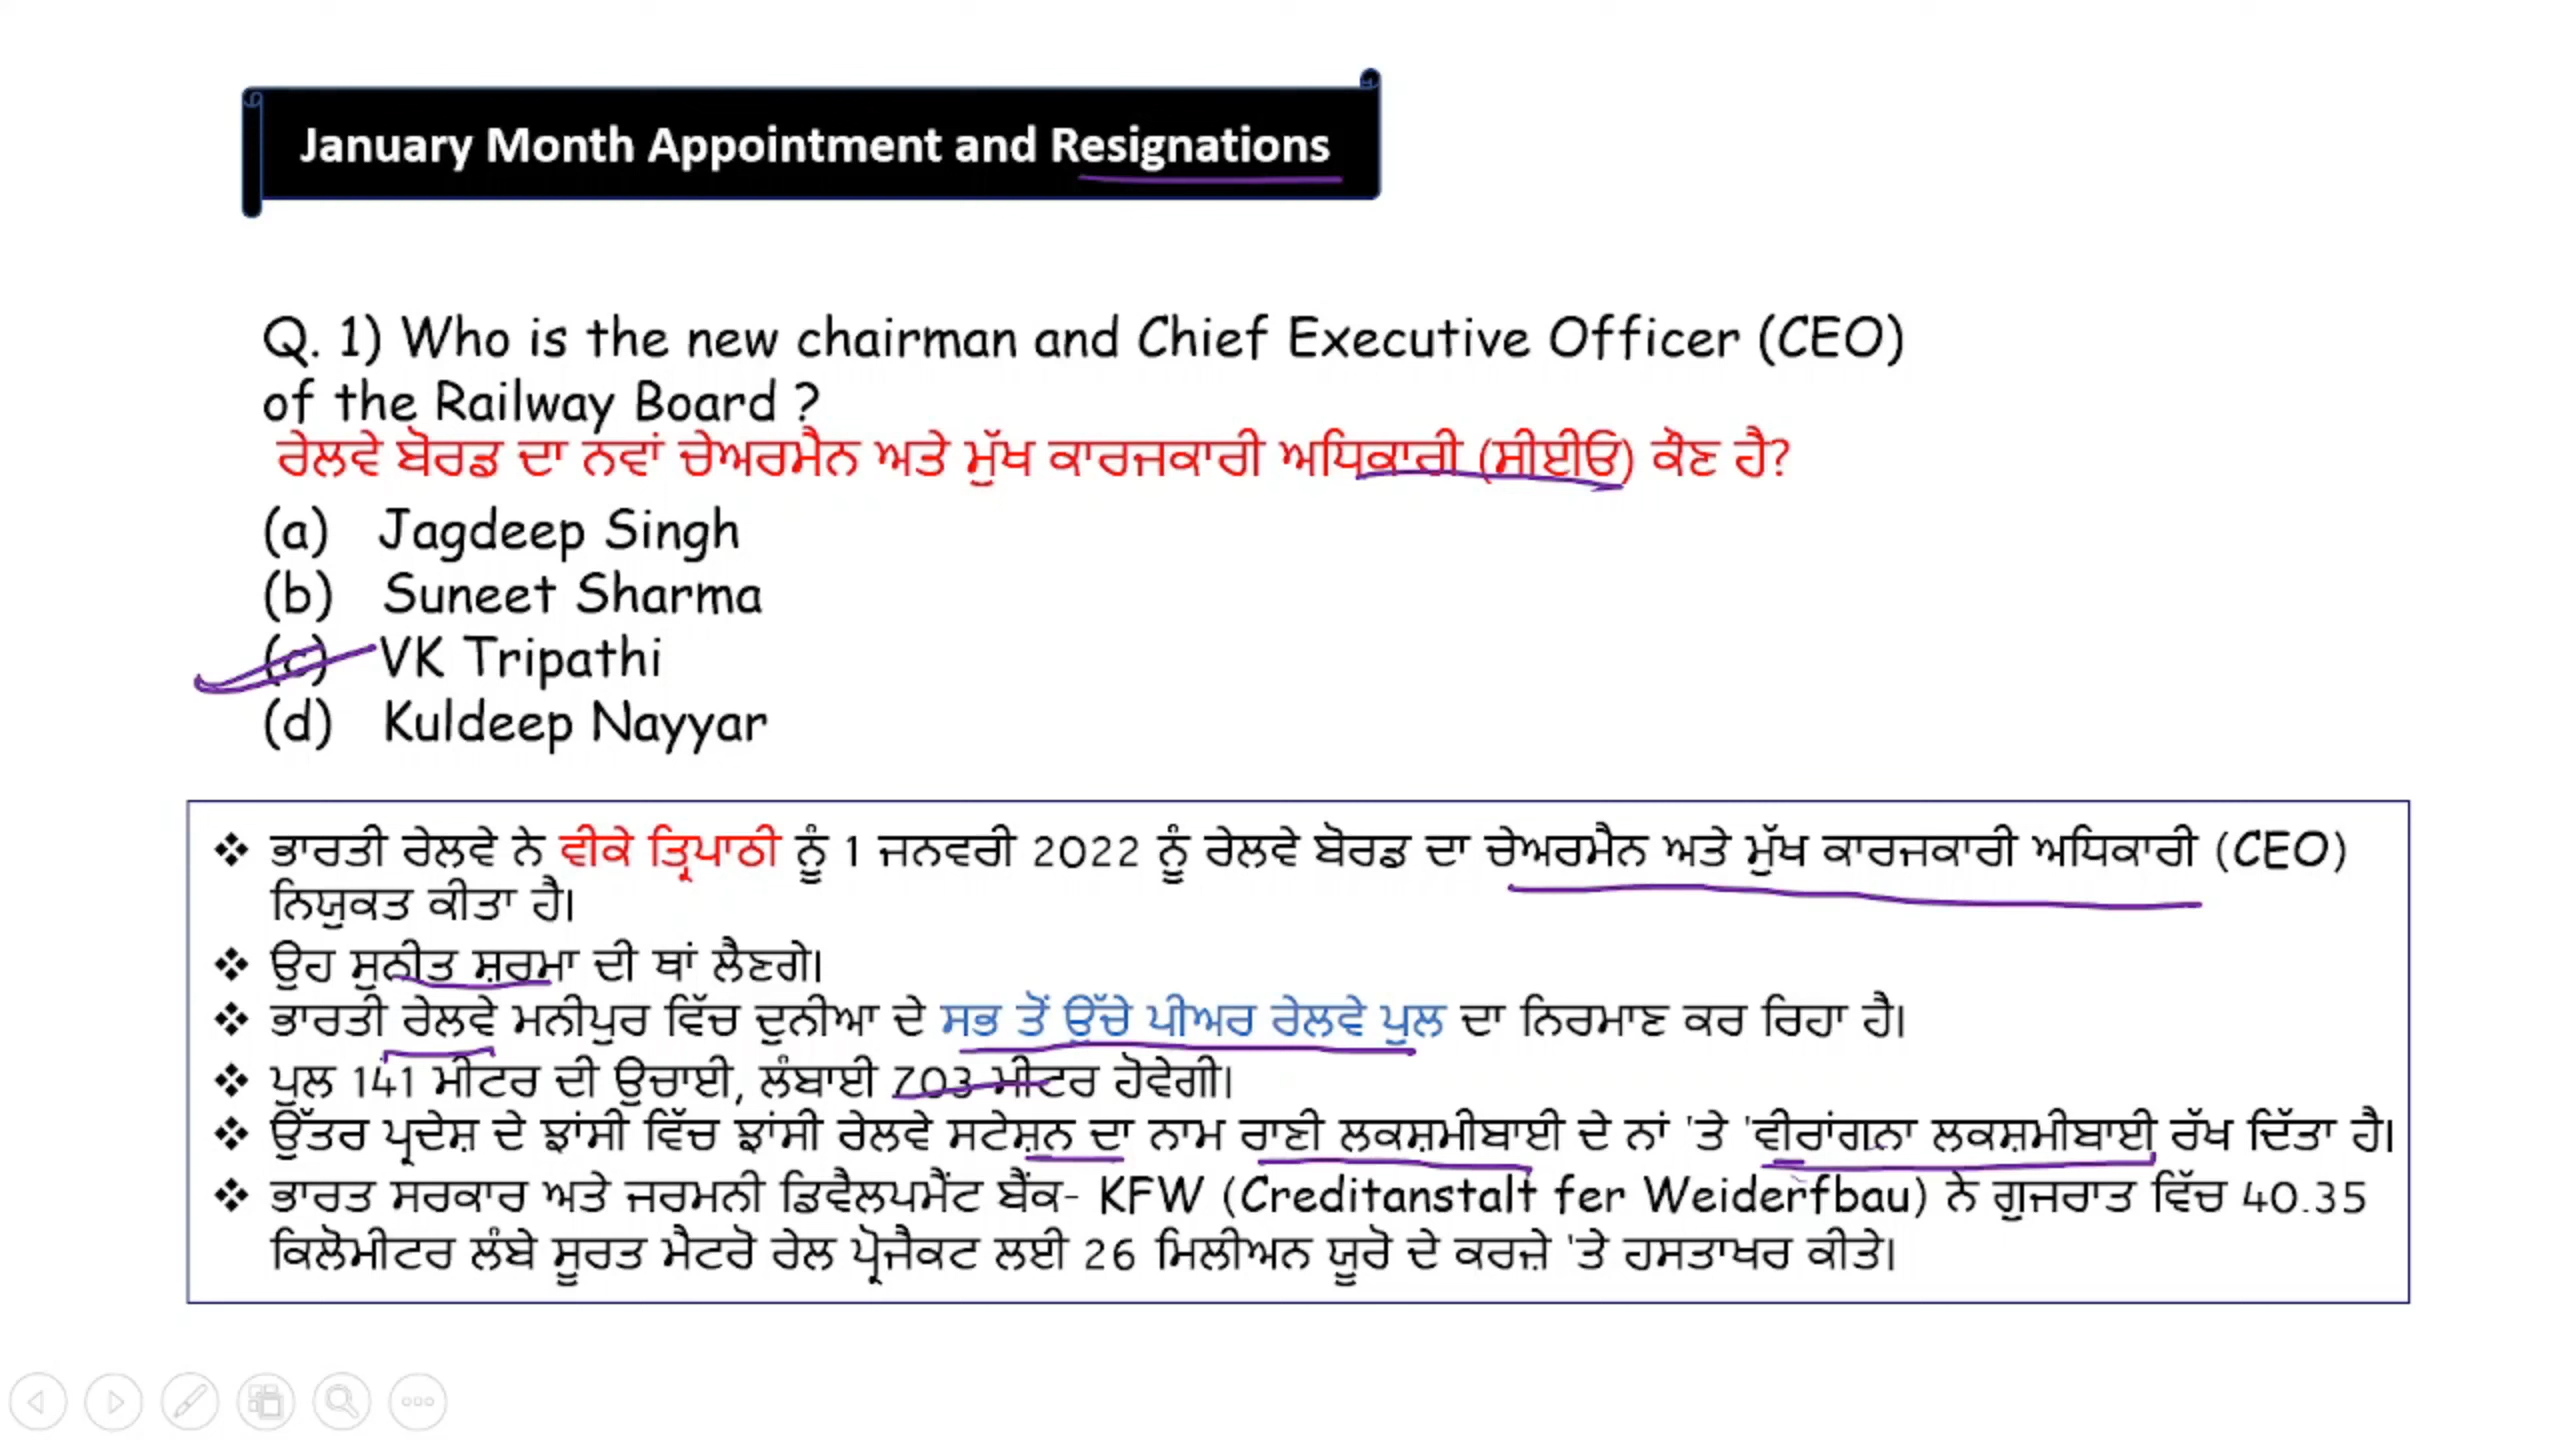 January Month Appointment and Resignations
Q. 1) Who is the new chairman and Chief Executive Officer (CEO)
of the Railway Board ?
ਰੇਲਵੇ ਬੋਰਡ ਦਾ ਨਵਾਂ ਚੇਅਰਮੈਨ ਅਤੇ ਮੁੱਖ ਕਾਰਜਕਾਰੀ ਅਧਿਕਾਰੀ (ਸੀਈਓ) ਕੌਣ ਹੈ?
(a) Jagdeep Singh
(b) Suneet Sharma
(c) VK Tripathi
(d) Kuldeep Nayyar
❖ ਭਾਰਤੀ ਰੇਲਵੇ ਨੇ ਵੀਕੇ ਤ੍ਰਿਪਾਠੀ ਨੂੰ 1 ਜਨਵਰੀ 2022 ਨੂੰ ਰੇਲਵੇ ਬੋਰਡ ਦਾ ਚੇਅਰਮੈਨ ਅਤੇ ਮੁੱਖ ਕਾਰਜਕਾਰੀ ਅਧਿਕਾਰੀ (CEO)
ਨਿਯੁਕਤ ਕੀਤਾ ਹੈ।
❖ ਉਹ ਸੁਨੀਤ ਸ਼ਰਮਾ ਦੀ ਥਾਂ ਲੈਣਗੇ।
❖ ਭਾਰਤੀ ਰੇਲਵੇ ਮਨੀਪੁਰ ਵਿੱਚ ਦੁਨੀਆ ਦੇ ਸਭ ਤੋਂ ਉੱਚੇ ਪੀਅਰ ਰੇਲਵੇ ਪੁਲ ਦਾ ਨਿਰਮਾਣ ਕਰ ਰਿਹਾ ਹੈ।
❖ ਪੁਲ 141 ਮੀਟਰ ਦੀ ਉਚਾਈ, ਲੰਬਾਈ 703 ਮੀਟਰ ਹੋਵੇਗੀ।
❖ ਉੱਤਰ ਪ੍ਰਦੇਸ਼ ਦੇ ਝਾਂਸੀ ਵਿੱਚ ਝਾਂਸੀ ਰੇਲਵੇ ਸਟੇਸ਼ਨ ਦਾ ਨਾਮ ਰਾਣੀ ਲਕਸ਼ਮੀਬਾਈ ਦੇ ਨਾਂ 'ਤੇ 'ਵੀਰਾਂਗਨਾ ਲਕਸ਼ਮੀਬਾਈ ਰੱਖ ਦਿੱਤਾ ਹੈ।
❖ ਭਾਰਤ ਸਰਕਾਰ ਅਤੇ ਜਰਮਨੀ ਡਿਵੈਲਪਮੈਂਟ ਬੈਂਕ- KFW (Creditanstalt fer Weiderfbau) ਨੇ ਗੁਜਰਾਤ ਵਿੱਚ 40.35
ਕਿਲੋਮੀਟਰ ਲੰਬੇ ਸੂਰਤ ਮੈਟਰੋ ਰੇਲ ਪ੍ਰੋਜੈਕਟ ਲਈ 26 ਮਿਲੀਅਨ ਯੂਰੋ ਦੇ ਕਰਜ਼ੇ 'ਤੇ ਹਸਤਾਖਰ ਕੀਤੇ।